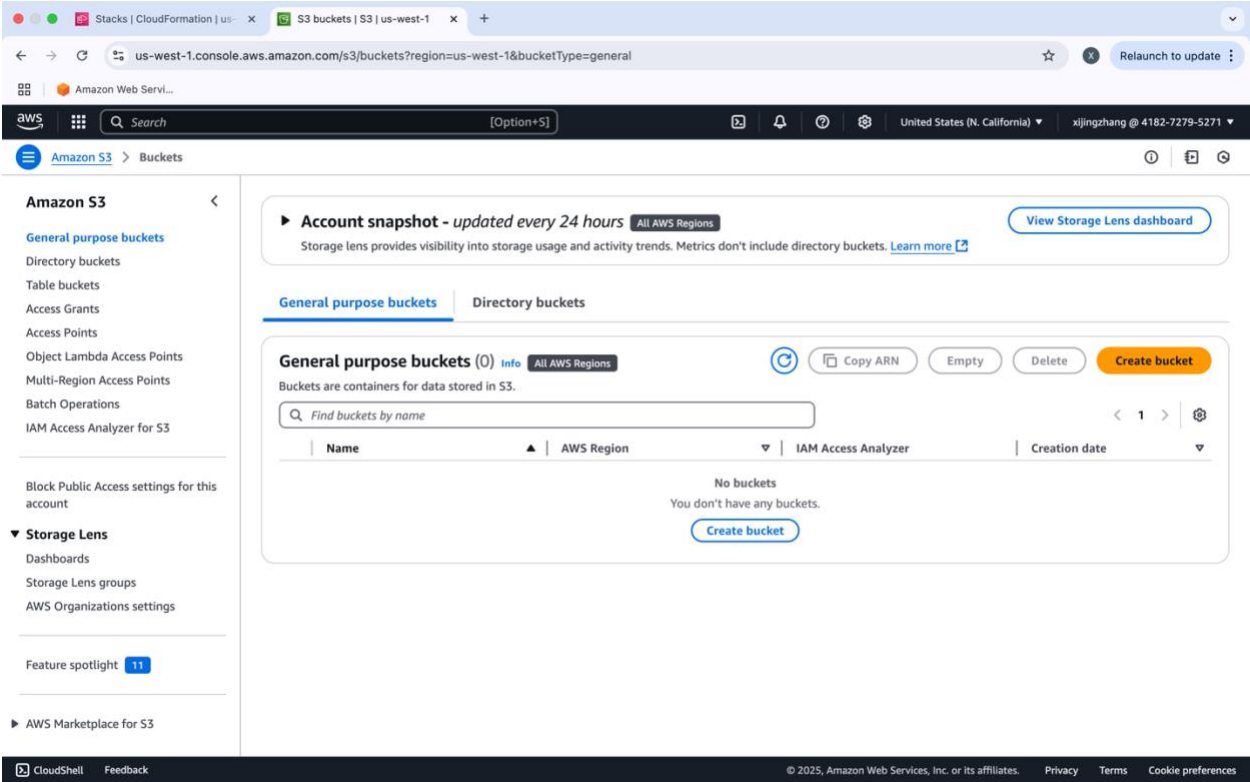 Stacks | CloudFormation | us-
S3 buckets | S3 | us-west-1
us-west-1.console.aws.amazon.com/s3/buckets?region=us-west-1&bucketType=general
X
Relaunch to update
Amazon Web Servi...
aws
Search
[Option+S]
United States (N. California)
xijingzhang @ 4182-7279-5271
Amazon S3 > Buckets
Amazon S3
General purpose buckets
Directory buckets
Table buckets
Access Grants
Access Points
Object Lambda Access Points
Multi-Region Access Points
Batch Operations
IAM Access Analyzer for S3
Block Public Access settings for this
account
Storage Lens
Dashboards
Storage Lens groups
AWS Organizations settings
Feature spotlight 11
AWS Marketplace for S3
Account snapshot - updated every 24 hours All AWS Regions
View Storage Lens dashboard
Storage lens provides visibility into storage usage and activity trends. Metrics don't include directory buckets. Learn more
General purpose buckets
Directory buckets
General purpose buckets (0) Info All AWS Regions
Copy ARN
Empty
Delete
Create bucket
Buckets are containers for data stored in S3.
Find buckets by name
1
Name
AWS Region
IAM Access Analyzer
Creation date
No buckets
You don't have any buckets.
Create bucket
CloudShell
Feedback
© 2025, Amazon Web Services, Inc. or its affiliates.
Privacy
Terms
Cookie preferences